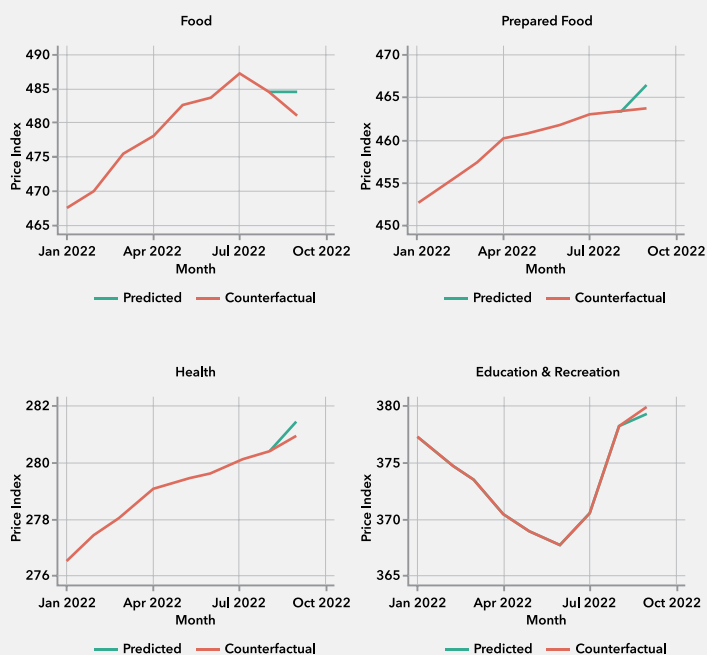 Food
490
485
480
475
470
465
Price Index
Jan 2022 Apr 2022 Jul 2022 Oct 2022
Month
Predicted Counterfactual
Prepared Food
470
465
460
455
450
Price Index
Jan 2022 Apr 2022 Jul 2022 Oct 2022
Month
Predicted Counterfactual
Health
282
280
278
276
Price Index
Jan 2022 Apr 2022 Jul 2022 Oct 2022
Month
Predicted Counterfactual
Education & Recreation
380
375
370
365
Price Index
Jan 2022 Apr 2022 Jul 2022 Oct 2022
Month
Predicted Counterfactual